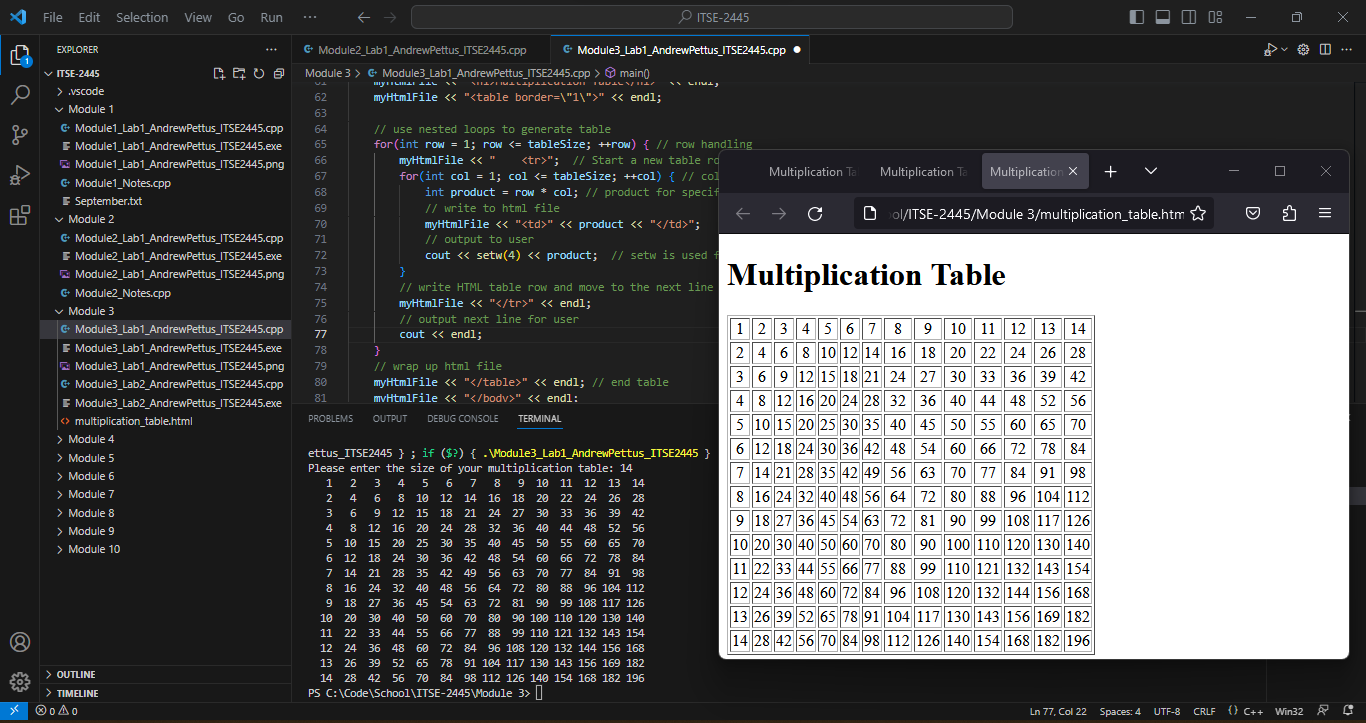 File Edit Selection View Go Run ··· ITSE-2445
EXPLORER ···
ITSE-2445
.vscode
Module 1
Module1_Lab1_AndrewPettus_ITSE2445.cpp
Module1_Lab1_AndrewPettus_ITSE2445.exe
Module1_Lab1_AndrewPettus_ITSE2445.png
Module1_Notes.cpp
September.txt
Module 2
Module2_Lab1_AndrewPettus_ITSE2445.cpp
Module2_Lab1_AndrewPettus_ITSE2445.exe
Module2_Lab1_AndrewPettus_ITSE2445.png
Module2_Notes.cpp
Module 3
Module3_Lab1_AndrewPettus_ITSE2445.cpp
Module3_Lab1_AndrewPettus_ITSE2445.exe
Module3_Lab1_AndrewPettus_ITSE2445.png
Module3_Lab2_AndrewPettus_ITSE2445.cpp
Module3_Lab2_AndrewPettus_ITSE2445.exe
multiplication_table.html
Module 4
Module 5
Module 6
Module 7
Module 8
Module 9
Module 10
OUTLINE
TIMELINE
Module2_Lab1_AndrewPettus_ITSE2445.cpp Module3_Lab1_AndrewPettus_ITSE2445.cpp
Module 3 > Module3_Lab1_AndrewPettus_ITSE2445.cpp > main()
61 myHtmlFile << "<h1>Multiplication Table</h1>" << endl;
62 myHtmlFile << "<table border=\"1\">" << endl;
63
64 // use nested loops to generate table
65 for(int row = 1; row <= tableSize; ++row) { // row handling
66 myHtmlFile << "    <tr>";  // Start a new table ro
67 for(int col = 1; col <= tableSize; ++col) { // col
68 int product = row * col; // product for specif
69 // write to html file
70 myHtmlFile << "<td>" << product << "</td>";
71 // output to user
72 cout << setw(4) << product;  // setw is used f
73 }
74 // write HTML table row and move to the next line
75 myHtmlFile << "</tr>" << endl;
76 // output next line for user
77 cout << endl;
78 }
79 // wrap up html file
80 myHtmlFile << "</table>" << endl; // end table
81 myHtmlFile << "</body>" << endl;
PROBLEMS OUTPUT DEBUG CONSOLE TERMINAL
ettus_ITSE2445 } ; if ($?) { .\Module3_Lab1_AndrewPettus_ITSE2445 }
Please enter the size of your multiplication table: 14
1 2 3 4 5 6 7 8 9 10 11 12 13 14
2 4 6 8 10 12 14 16 18 20 22 24 26 28
3 6 9 12 15 18 21 24 27 30 33 36 39 42
4 8 12 16 20 24 28 32 36 40 44 48 52 56
5 10 15 20 25 30 35 40 45 50 55 60 65 70
6 12 18 24 30 36 42 48 54 60 66 72 78 84
7 14 21 28 35 42 49 56 63 70 77 84 91 98
8 16 24 32 40 48 56 64 72 80 88 96 104 112
9 18 27 36 45 54 63 72 81 90 99 108 117 126
10 20 30 40 50 60 70 80 90 100 110 120 130 140
11 22 33 44 55 66 77 88 99 110 121 132 143 154
12 24 36 48 60 72 84 96 108 120 132 144 156 168
13 26 39 52 65 78 91 104 117 130 143 156 169 182
14 28 42 56 70 84 98 112 126 140 154 168 182 196
PS C:\Code\School\ITSE-2445\Module 3>
Multiplication Ta Multiplication Ta Multiplication
ol/ITSE-2445/Module 3/multiplication_table.htm
Multiplication Table
1 2 3 4 5 6 7 8 9 10 11 12 13 14
2 4 6 8 10 12 14 16 18 20 22 24 26 28
3 6 9 12 15 18 21 24 27 30 33 36 39 42
4 8 12 16 20 24 28 32 36 40 44 48 52 56
5 10 15 20 25 30 35 40 45 50 55 60 65 70
6 12 18 24 30 36 42 48 54 60 66 72 78 84
7 14 21 28 35 42 49 56 63 70 77 84 91 98
8 16 24 32 40 48 56 64 72 80 88 96 104 112
9 18 27 36 45 54 63 72 81 90 99 108 117 126
10 20 30 40 50 60 70 80 90 100 110 120 130 140
11 22 33 44 55 66 77 88 99 110 121 132 143 154
12 24 36 48 60 72 84 96 108 120 132 144 156 168
13 26 39 52 65 78 91 104 117 130 143 156 169 182
14 28 42 56 70 84 98 112 126 140 154 168 182 196
0 0 Ln 77, Col 22 Spaces: 4 UTF-8 CRLF {} C++ Win32